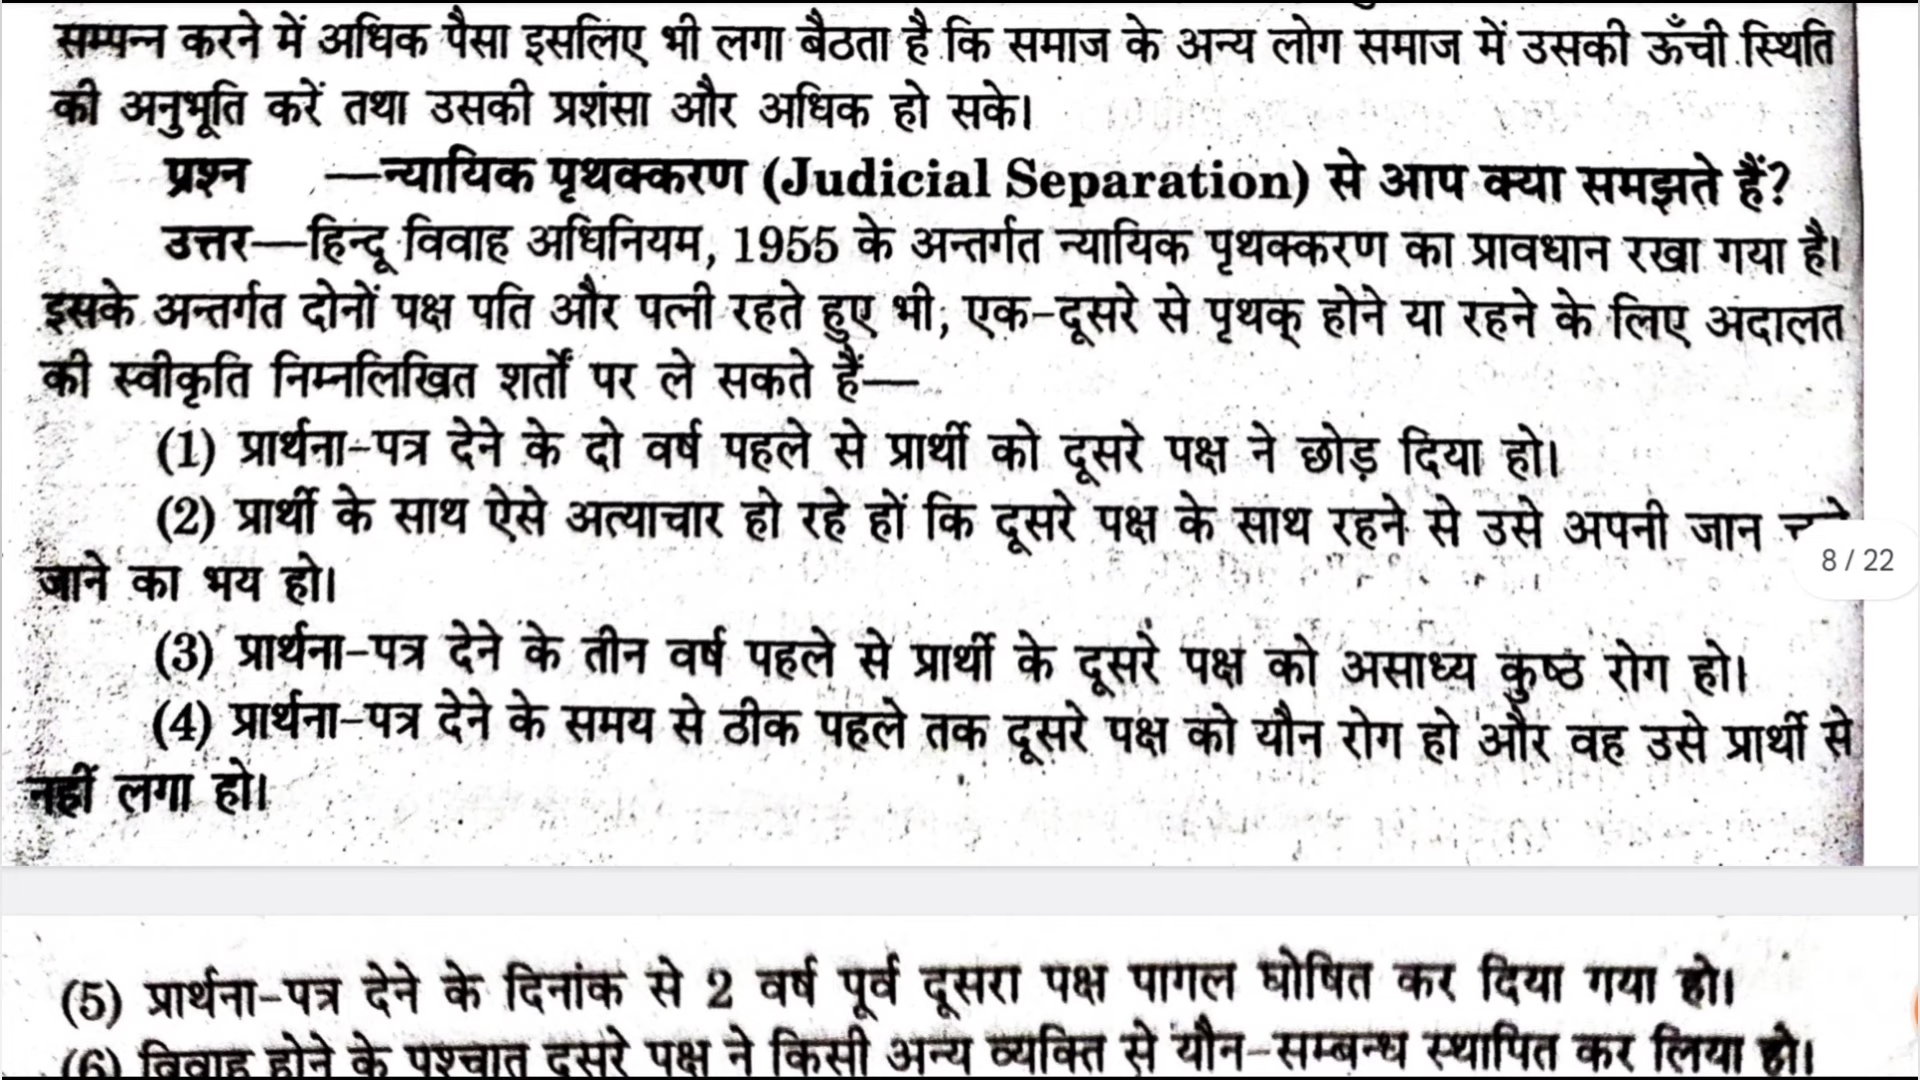 सम्पन्न करने में अधिक पैसा इसलिए भी लगा बैठता है कि समाज के अन्य लोग समाज में उसकी ऊँची स्थिति
की अनुभूति करें तथा उसकी प्रशंसा और अधिक हो सके।
प्रश्न —न्यायिक पृथक्करण (Judicial Separation) से आप क्या समझते हैं?
उत्तर—हिन्दू विवाह अधिनियम, 1955 के अन्तर्गत न्यायिक पृथक्करण का प्रावधान रखा गया है।
इसके अन्तर्गत दोनों पक्ष पति और पत्नी रहते हुए भी, एक-दूसरे से पृथक् होने या रहने के लिए अदालत
की स्वीकृति निम्नलिखित शर्तों पर ले सकते हैं—
(1) प्रार्थना-पत्र देने के दो वर्ष पहले से प्रार्थी को दूसरे पक्ष ने छोड़ दिया हो।
(2) प्रार्थी के साथ ऐसे अत्याचार हो रहे हों कि दूसरे पक्ष के साथ रहने से उसे अपनी जान
8 / 22
जाने का भय हो।
(3) प्रार्थना-पत्र देने के तीन वर्ष पहले से प्रार्थी के दूसरे पक्ष को असाध्य कुष्ठ रोग हो।
(4) प्रार्थना-पत्र देने के समय से ठीक पहले तक दूसरे पक्ष को यौन रोग हो और वह उसे प्रार्थी से
नहीं लगा हो।
(5) प्रार्थना-पत्र देने के दिनांक से 2 वर्ष पूर्व दूसरा पक्ष पागल घोषित कर दिया गया हो।
(6) विवाह होने के पश्चात दूसरे पक्ष ने किसी अन्य व्यक्ति से यौन-सम्बन्ध स्थापित कर लिया हो।